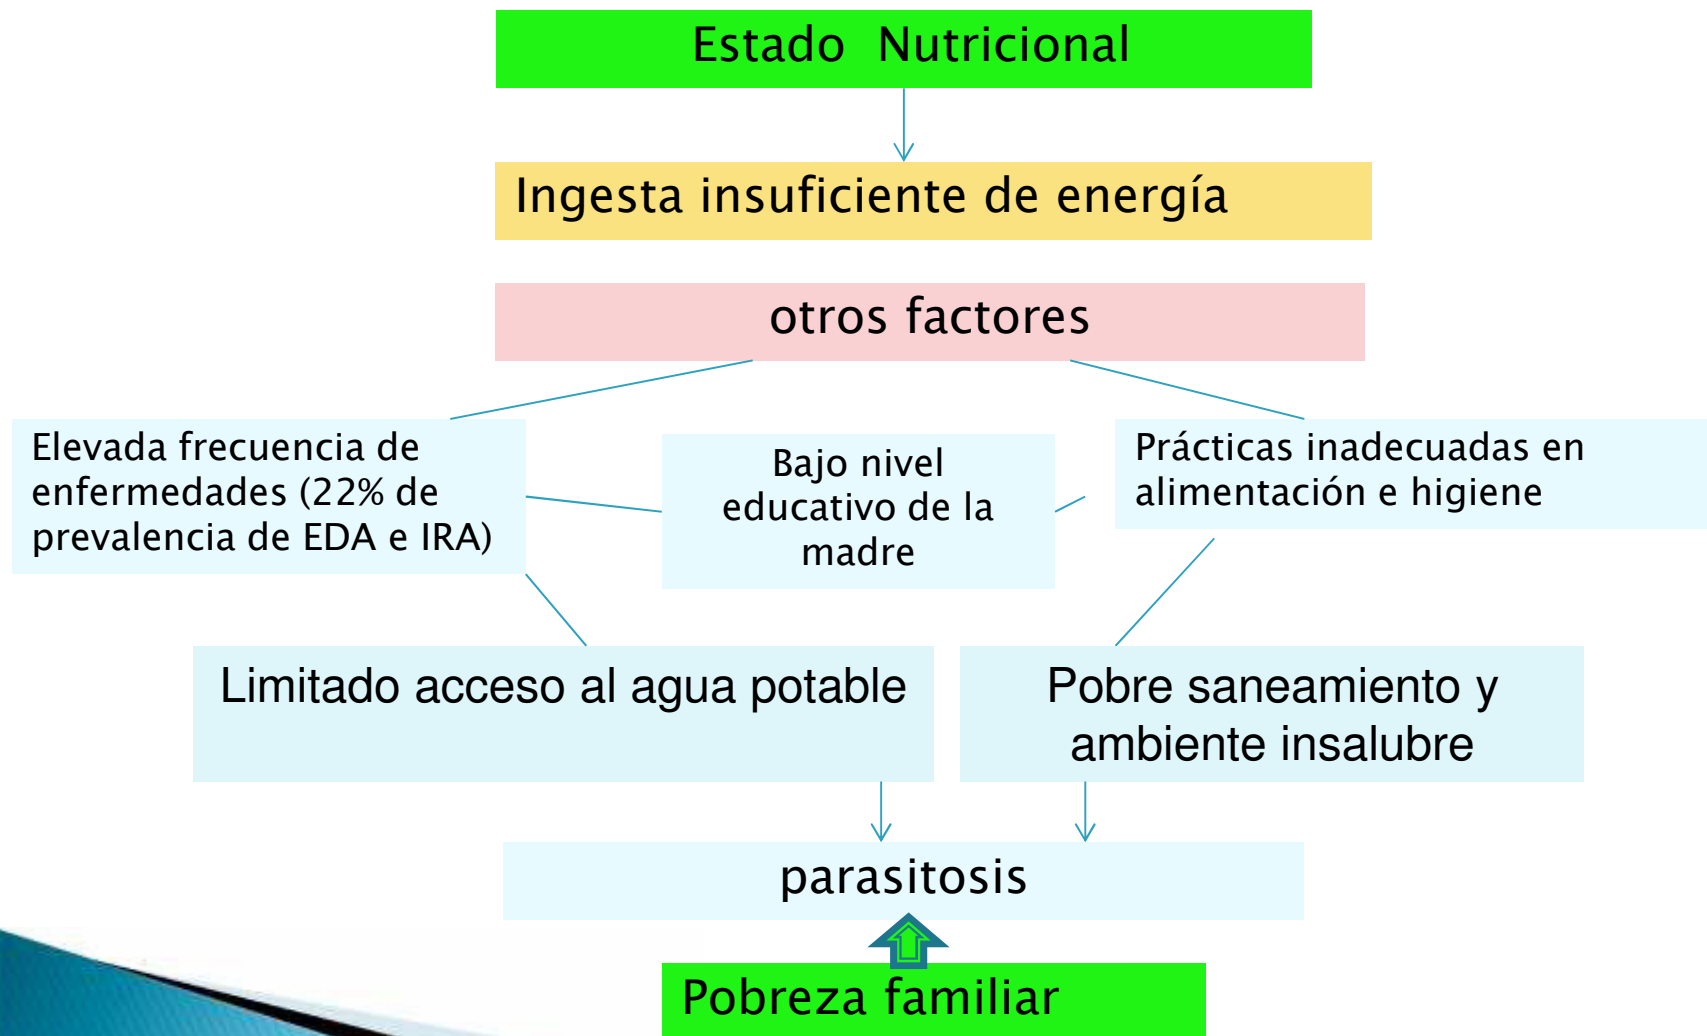 Estado Nutricional
Ingesta insuficiente de energía
otros factores
Elevada frecuencia de
enfermedades (22% de
prevalencia de EDA e IRA)
Bajo nivel
educativo de la
madre
Prácticas inadecuadas en
alimentación e higiene
Limitado acceso al agua potable
Pobre saneamiento y
ambiente insalubre
parasitosis
Pobreza familiar